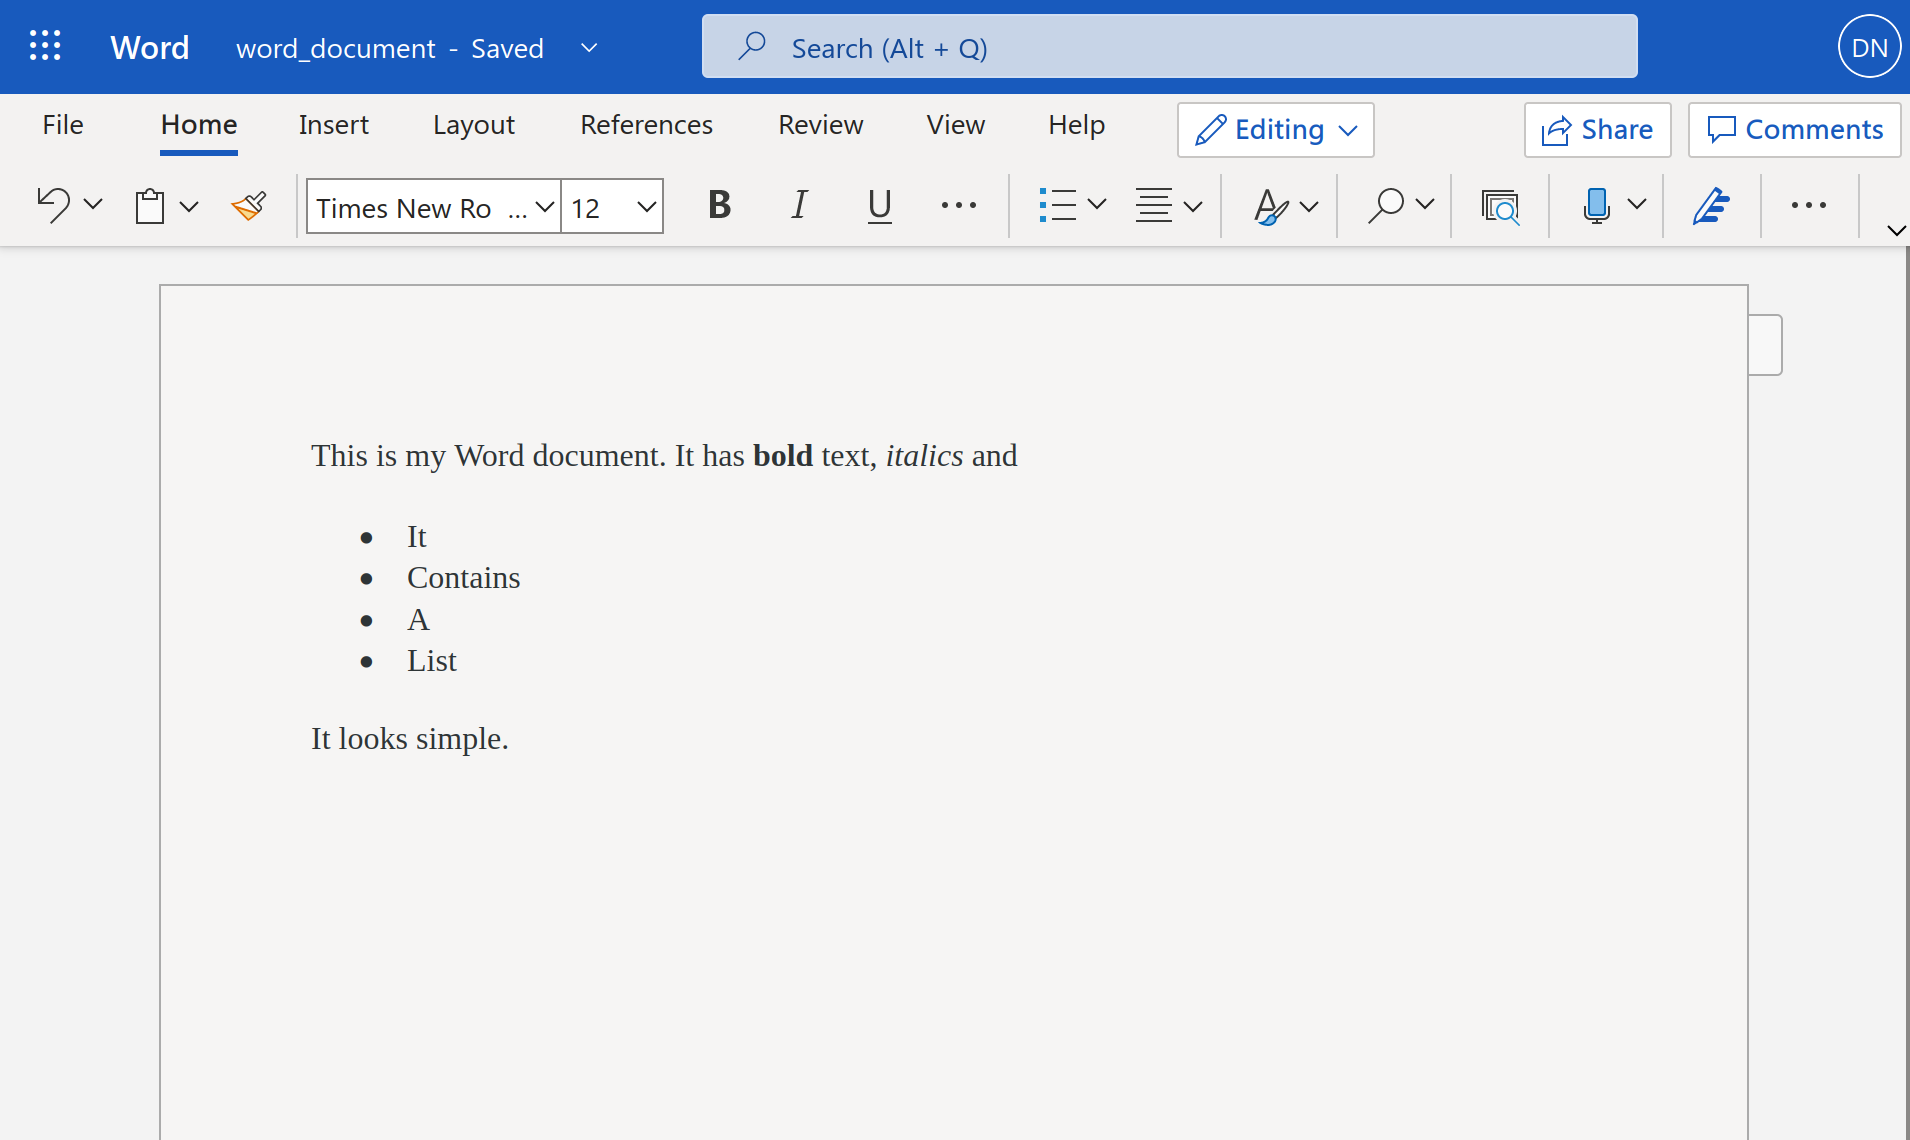 Word word_document - Saved Search (Alt + Q) DN
File Home Insert Layout References Review View Help Editing Share Comments
Times New Ro ... 12 B I U ...
This is my Word document. It has bold text, italics and
• It
• Contains
• A
• List
It looks simple.